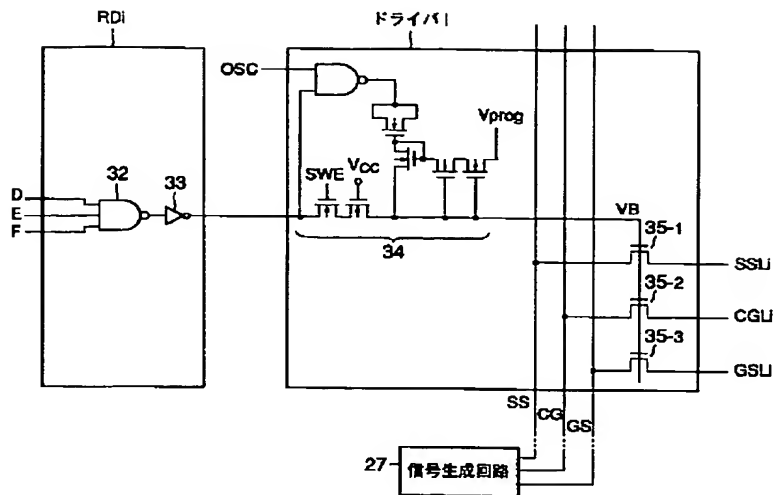 RDi
ドライバi
OSC
Vprog
32
33
SWE
VCC
D
E
F
34
VB
35-1
SSLi
35-2
CGLi
35-3
GSLi
SS
CG
GS
27
信号生成回路